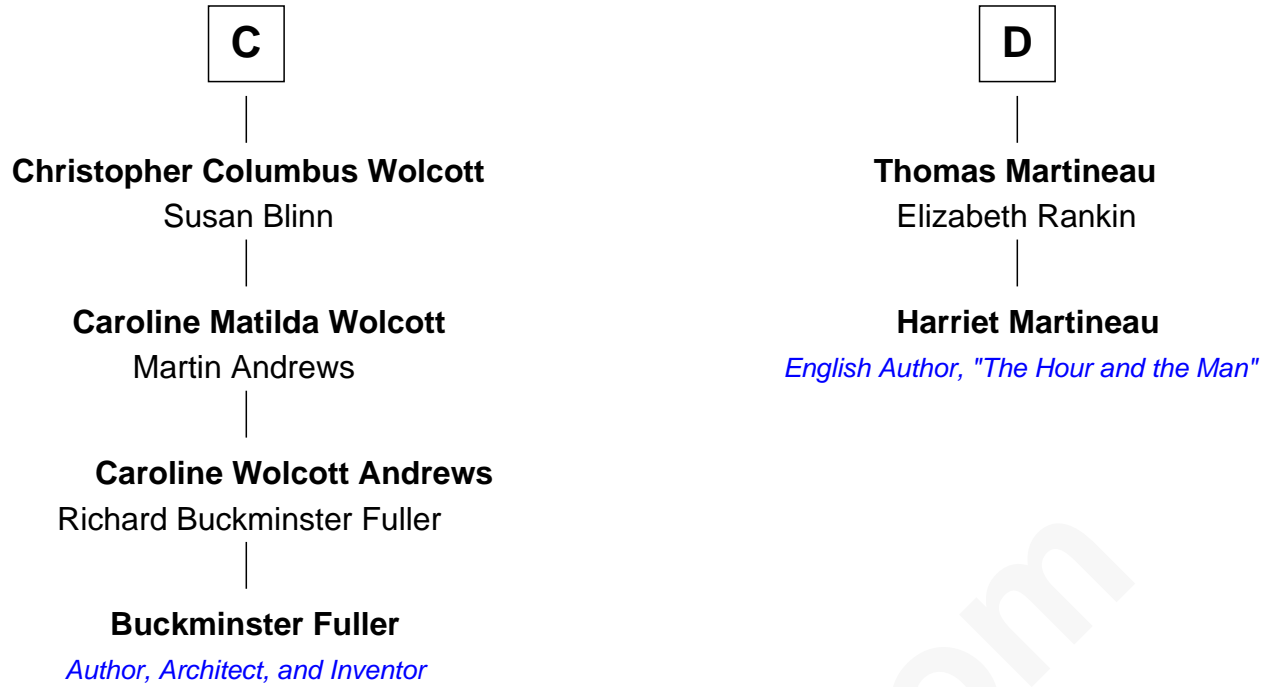 C
Christopher Columbus Wolcott
Susan Blinn
Caroline Matilda Wolcott
Martin Andrews
Caroline Wolcott Andrews
Richard Buckminster Fuller
Buckminster Fuller
Author, Architect, and Inventor
D
Thomas Martineau
Elizabeth Rankin
Harriet Martineau
English Author, "The Hour and the Man"
om